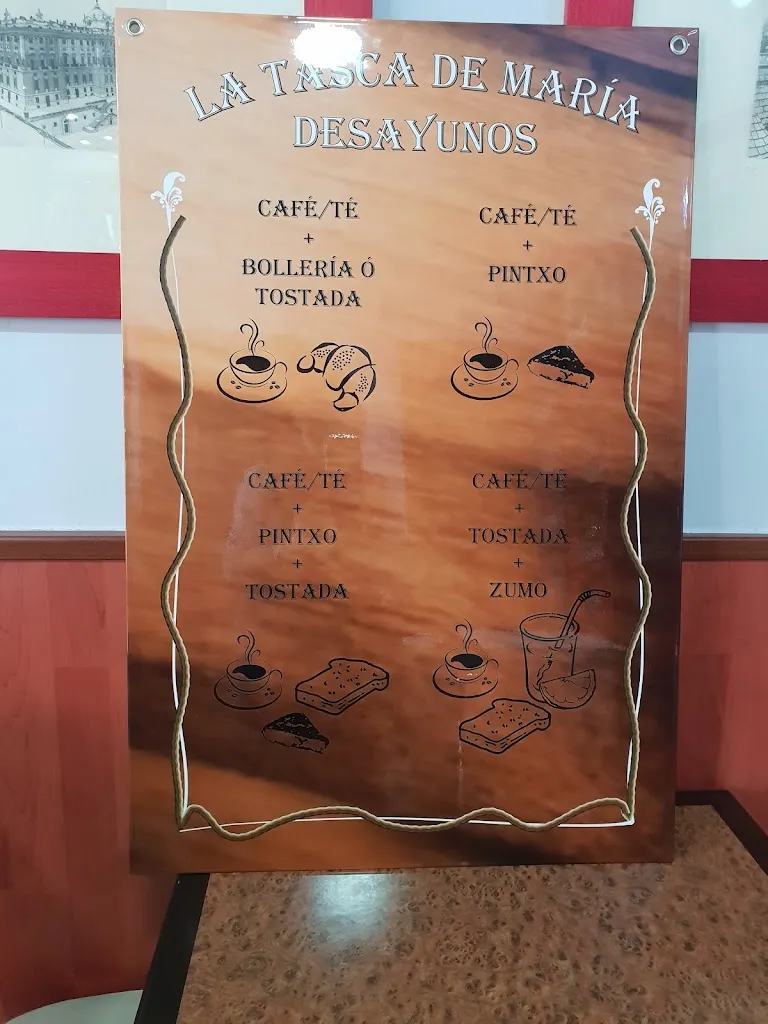 LA TASCA DE MARÍA
DESAYUNOS
CAFÉ/TÉ
+
BOLLERÍA Ó
TOSTADA
CAFÉ/TÉ
+
PINTXO
CAFÉ/TÉ
+
PINTXO
+
TOSTADA
CAFÉ/TÉ
+
TOSTADA
+
ZUMO